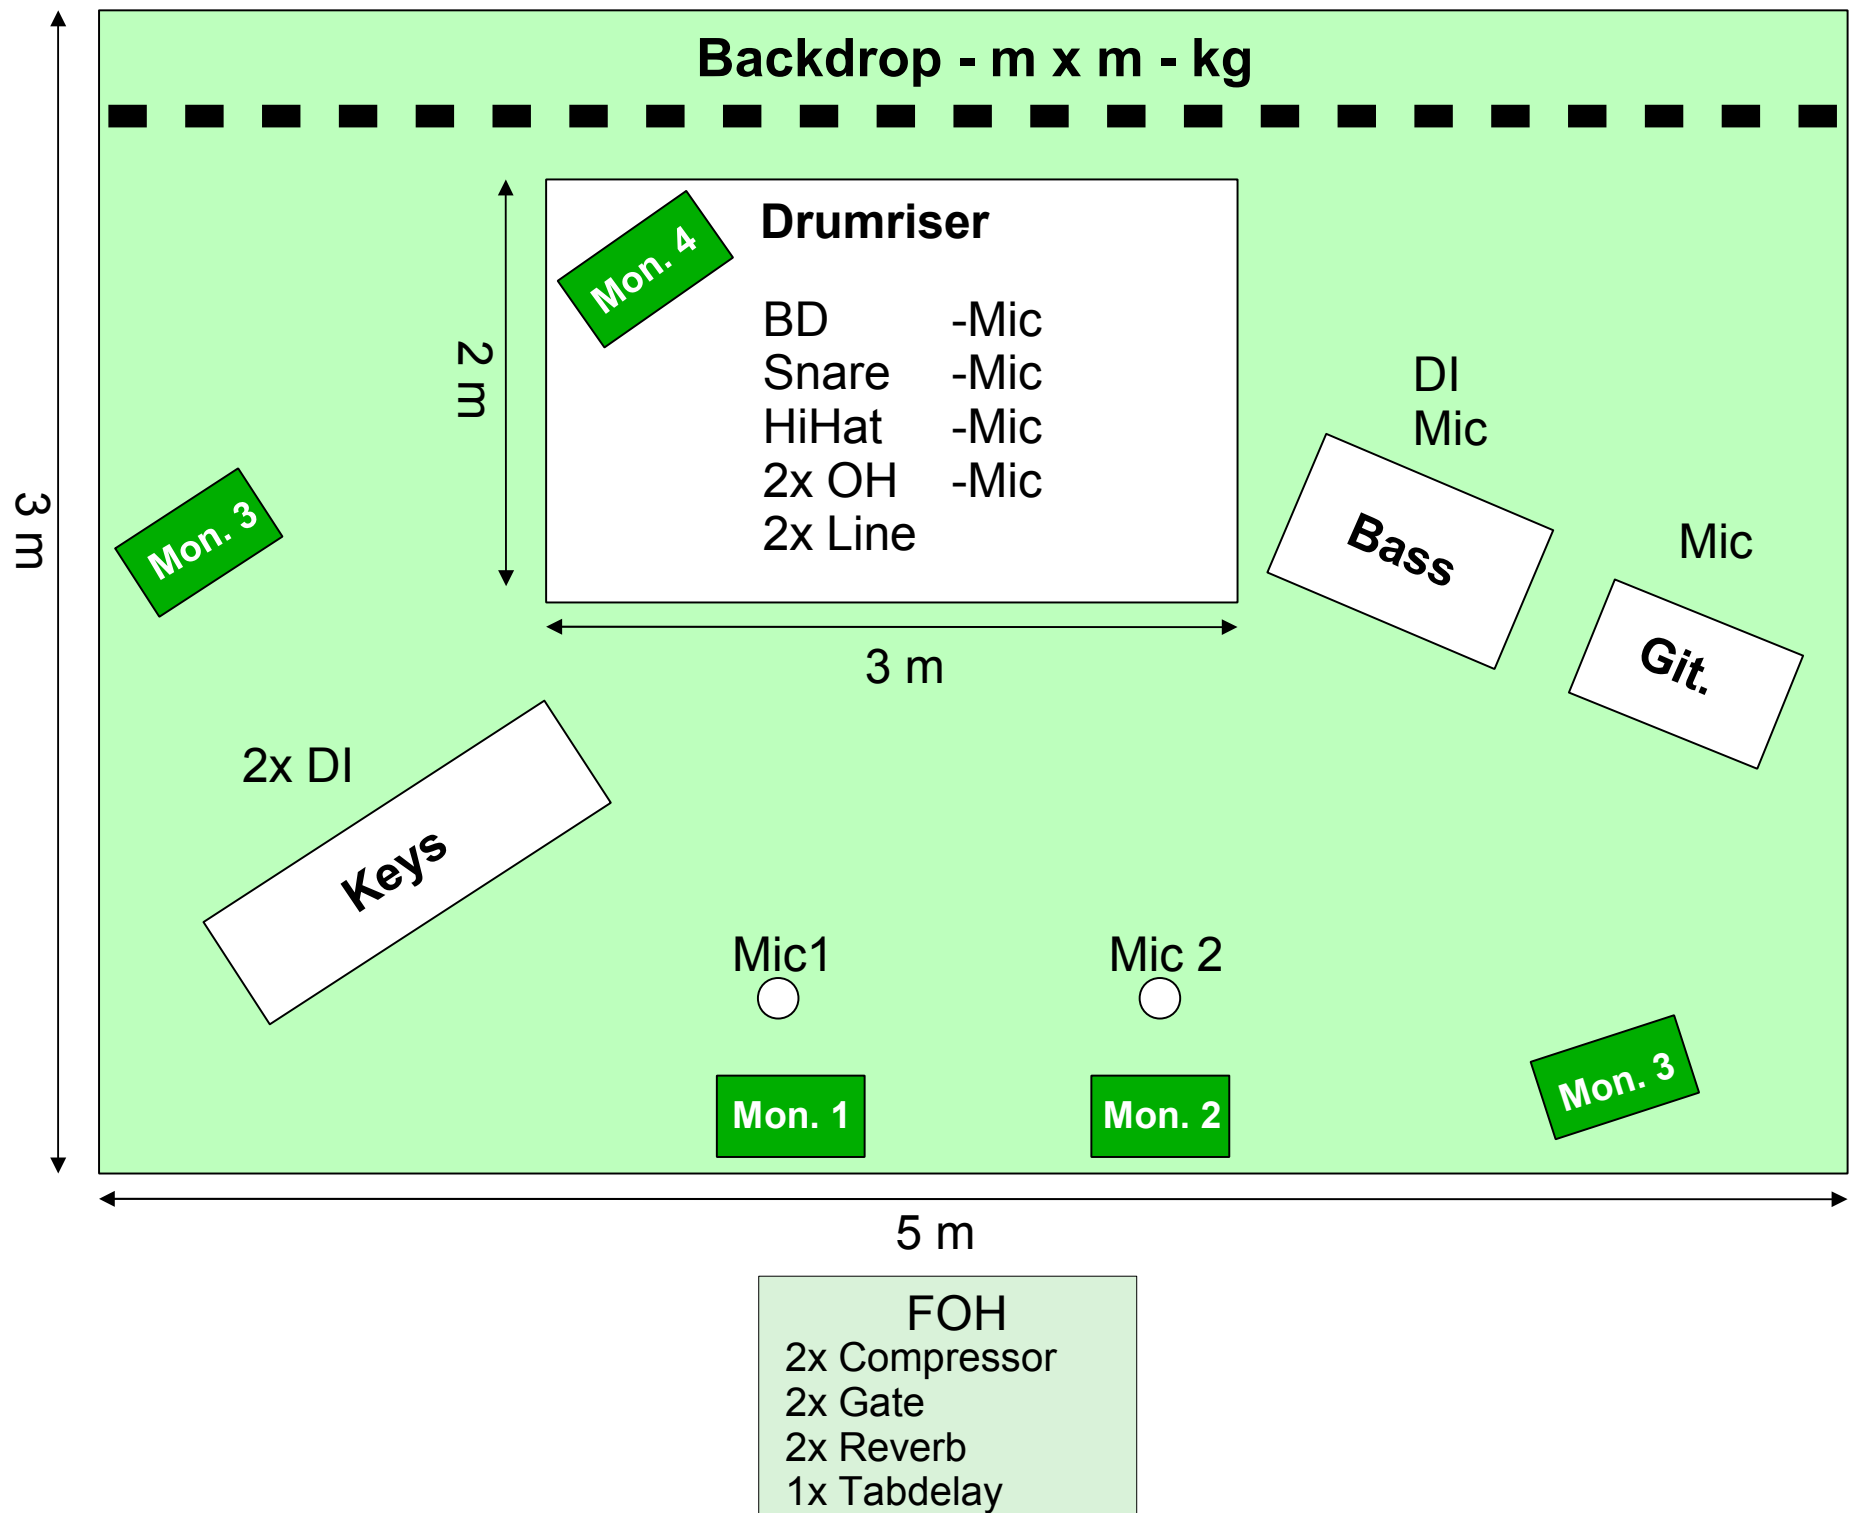 Backdrop - m x m - kg
Drumriser
Mon. 4
BD -Mic
Snare -Mic
HiHat -Mic
2x OH -Mic
2x Line
2 m
3 m
3 m
DI
Mic
Bass
Mic
Git.
Mon. 3
2x DI
Keys
Mic1
Mic 2
Mon. 1
Mon. 2
Mon. 3
5 m
FOH
2x Compressor
2x Gate
2x Reverb
1x Tabdelay